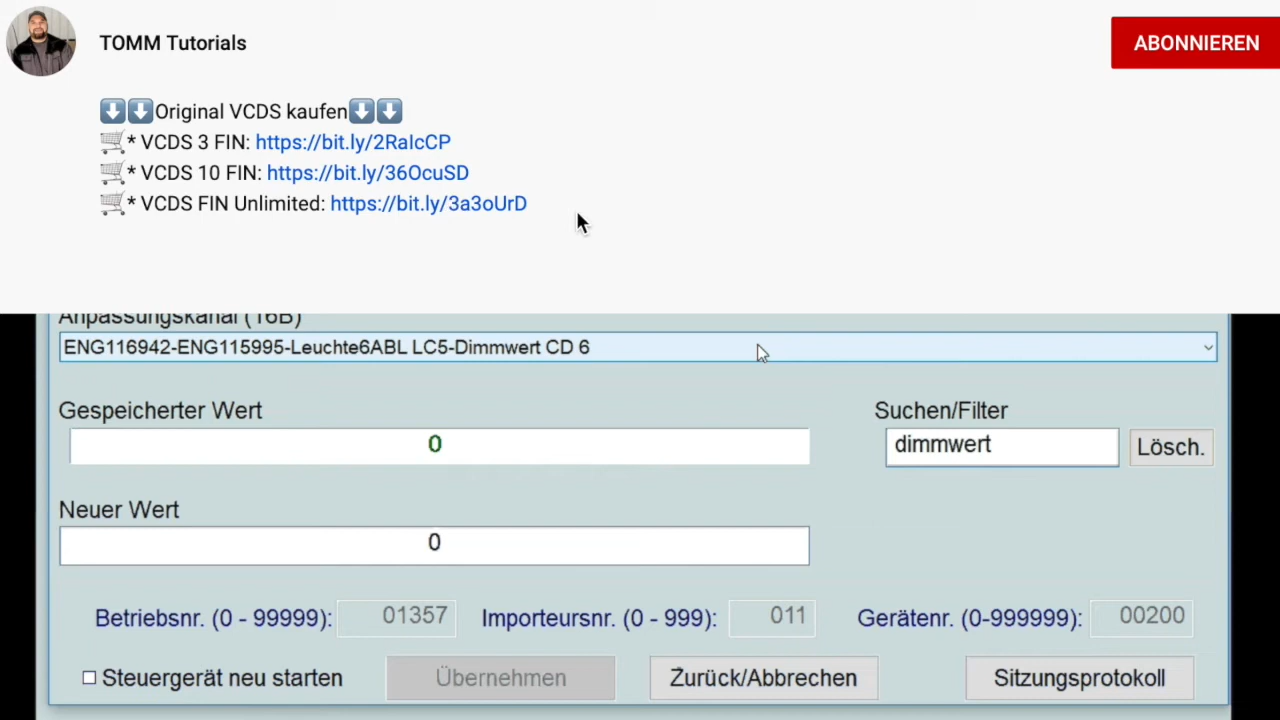 TOMM Tutorials
ABONNIEREN
⬇️⬇️Original VCDS kaufen⬇️⬇️
🛒* VCDS 3 FIN: https://bit.ly/2RaIcCP
🛒* VCDS 10 FIN: https://bit.ly/36OcuSD
🛒* VCDS FIN Unlimited: https://bit.ly/3a3oUrD
Anpassungskanal (16B)
ENG116942-ENG115995-Leuchte6ABL LC5-Dimmwert CD 6
Gespeicherter Wert
Suchen/Filter
0
dimmwert
Lösch.
Neuer Wert
0
Betriebsnr. (0 - 99999): 01357 Importeursnr. (0 - 999): 011 Gerätenr. (0-999999): 00200
Steuergerät neu starten
Übernehmen
Zurück/Abbrechen
Sitzungsprotokoll